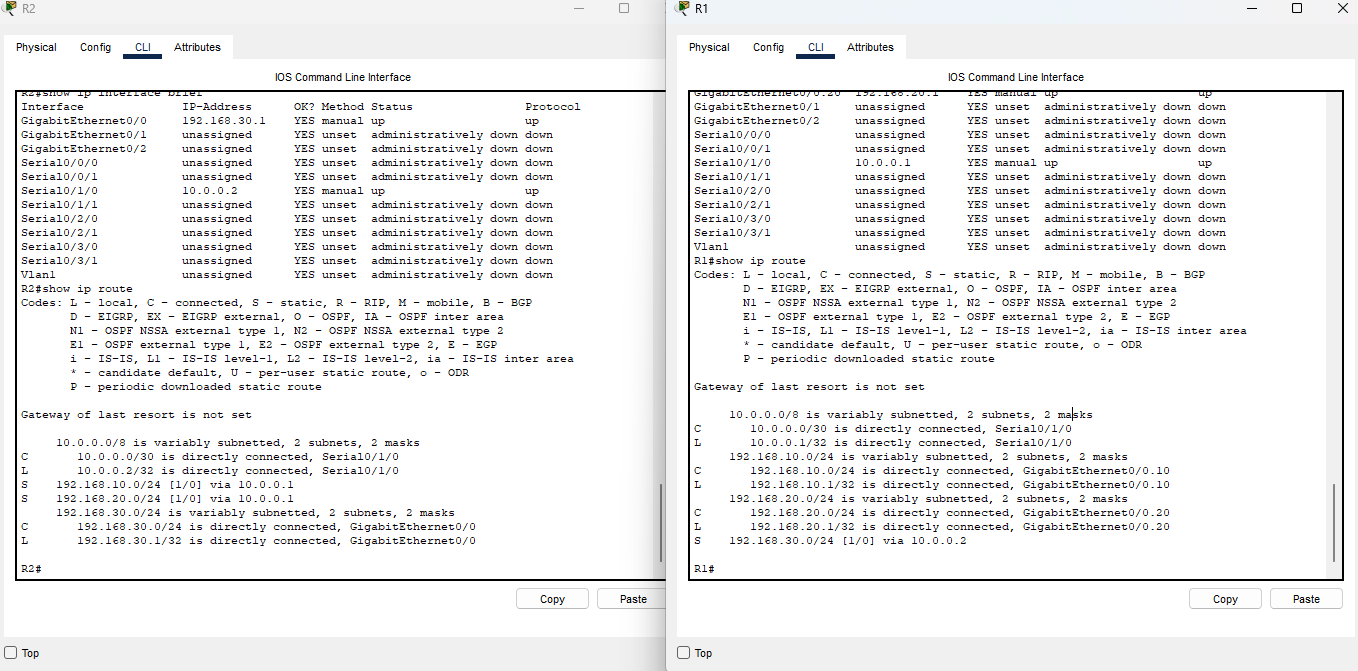 R2
Physical Config CLI Attributes
IOS Command Line Interface
R2#show ip interface brief
Interface IP-Address OK? Method Status Protocol
GigabitEthernet0/0 192.168.30.1 YES manual up up
GigabitEthernet0/1 unassigned YES unset administratively down down
GigabitEthernet0/2 unassigned YES unset administratively down down
Serial0/0/0 unassigned YES unset administratively down down
Serial0/0/1 unassigned YES unset administratively down down
Serial0/1/0 10.0.0.2 YES manual up up
Serial0/1/1 unassigned YES unset administratively down down
Serial0/2/0 unassigned YES unset administratively down down
Serial0/2/1 unassigned YES unset administratively down down
Serial0/3/0 unassigned YES unset administratively down down
Serial0/3/1 unassigned YES unset administratively down down
Vlan1 unassigned YES unset administratively down down
R2#show ip route
Codes: L - local, C - connected, S - static, R - RIP, M - mobile, B - BGP
D - EIGRP, EX - EIGRP external, O - OSPF, IA - OSPF inter area
N1 - OSPF NSSA external type 1, N2 - OSPF NSSA external type 2
E1 - OSPF external type 1, E2 - OSPF external type 2, E - EGP
i - IS-IS, L1 - IS-IS level-1, L2 - IS-IS level-2, ia - IS-IS inter area
* - candidate default, U - per-user static route, o - ODR
P - periodic downloaded static route
Gateway of last resort is not set
10.0.0.0/8 is variably subnetted, 2 subnets, 2 masks
C 10.0.0.0/30 is directly connected, Serial0/1/0
L 10.0.0.2/32 is directly connected, Serial0/1/0
S 192.168.10.0/24 [1/0] via 10.0.0.1
S 192.168.20.0/24 [1/0] via 10.0.0.1
192.168.30.0/24 is variably subnetted, 2 subnets, 2 masks
C 192.168.30.0/24 is directly connected, GigabitEthernet0/0
L 192.168.30.1/32 is directly connected, GigabitEthernet0/0
R2#
Copy Paste
Top
R1
Physical Config CLI Attributes
IOS Command Line Interface
GigabitEthernet0/0.20 192.168.20.1 YES manual up up
GigabitEthernet0/1 unassigned YES unset administratively down down
GigabitEthernet0/2 unassigned YES unset administratively down down
Serial0/0/0 unassigned YES unset administratively down down
Serial0/0/1 unassigned YES unset administratively down down
Serial0/1/0 10.0.0.1 YES manual up up
Serial0/1/1 unassigned YES unset administratively down down
Serial0/2/0 unassigned YES unset administratively down down
Serial0/2/1 unassigned YES unset administratively down down
Serial0/3/0 unassigned YES unset administratively down down
Serial0/3/1 unassigned YES unset administratively down down
Vlan1 unassigned YES unset administratively down down
R1#show ip route
Codes: L - local, C - connected, S - static, R - RIP, M - mobile, B - BGP
D - EIGRP, EX - EIGRP external, O - OSPF, IA - OSPF inter area
N1 - OSPF NSSA external type 1, N2 - OSPF NSSA external type 2
E1 - OSPF external type 1, E2 - OSPF external type 2, E - EGP
i - IS-IS, L1 - IS-IS level-1, L2 - IS-IS level-2, ia - IS-IS inter area
* - candidate default, U - per-user static route, o - ODR
P - periodic downloaded static route
Gateway of last resort is not set
10.0.0.0/8 is variably subnetted, 2 subnets, 2 masks
C 10.0.0.0/30 is directly connected, Serial0/1/0
L 10.0.0.1/32 is directly connected, Serial0/1/0
192.168.10.0/24 is variably subnetted, 2 subnets, 2 masks
C 192.168.10.0/24 is directly connected, GigabitEthernet0/0.10
L 192.168.10.1/32 is directly connected, GigabitEthernet0/0.10
192.168.20.0/24 is variably subnetted, 2 subnets, 2 masks
C 192.168.20.0/24 is directly connected, GigabitEthernet0/0.20
L 192.168.20.1/32 is directly connected, GigabitEthernet0/0.20
S 192.168.30.0/24 [1/0] via 10.0.0.2
R1#
Copy Paste
Top